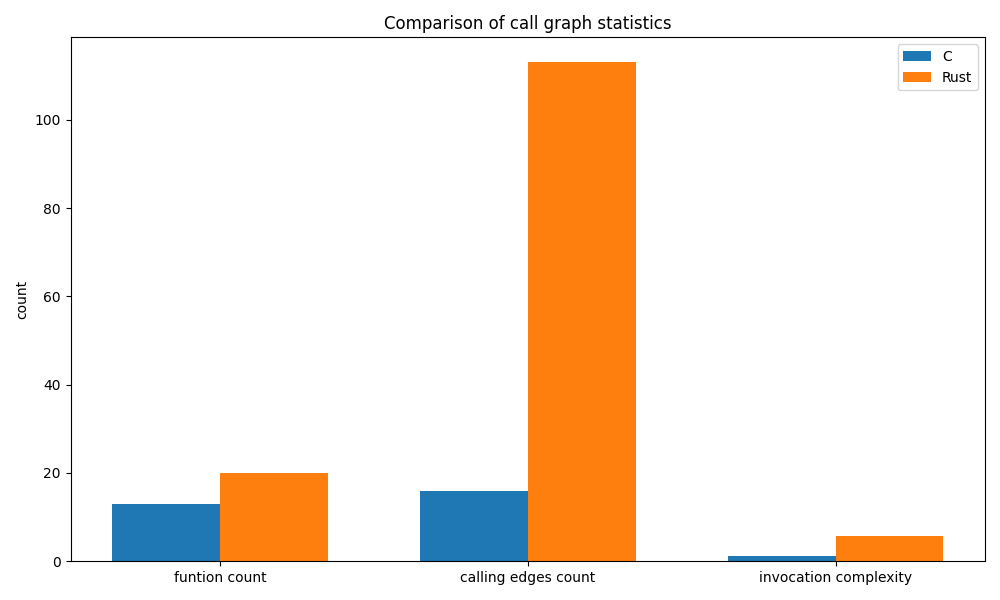 Comparison of call graph statistics
C
Rust
count
100
80
60
40
20
0
funtion count
calling edges count
invocation complexity